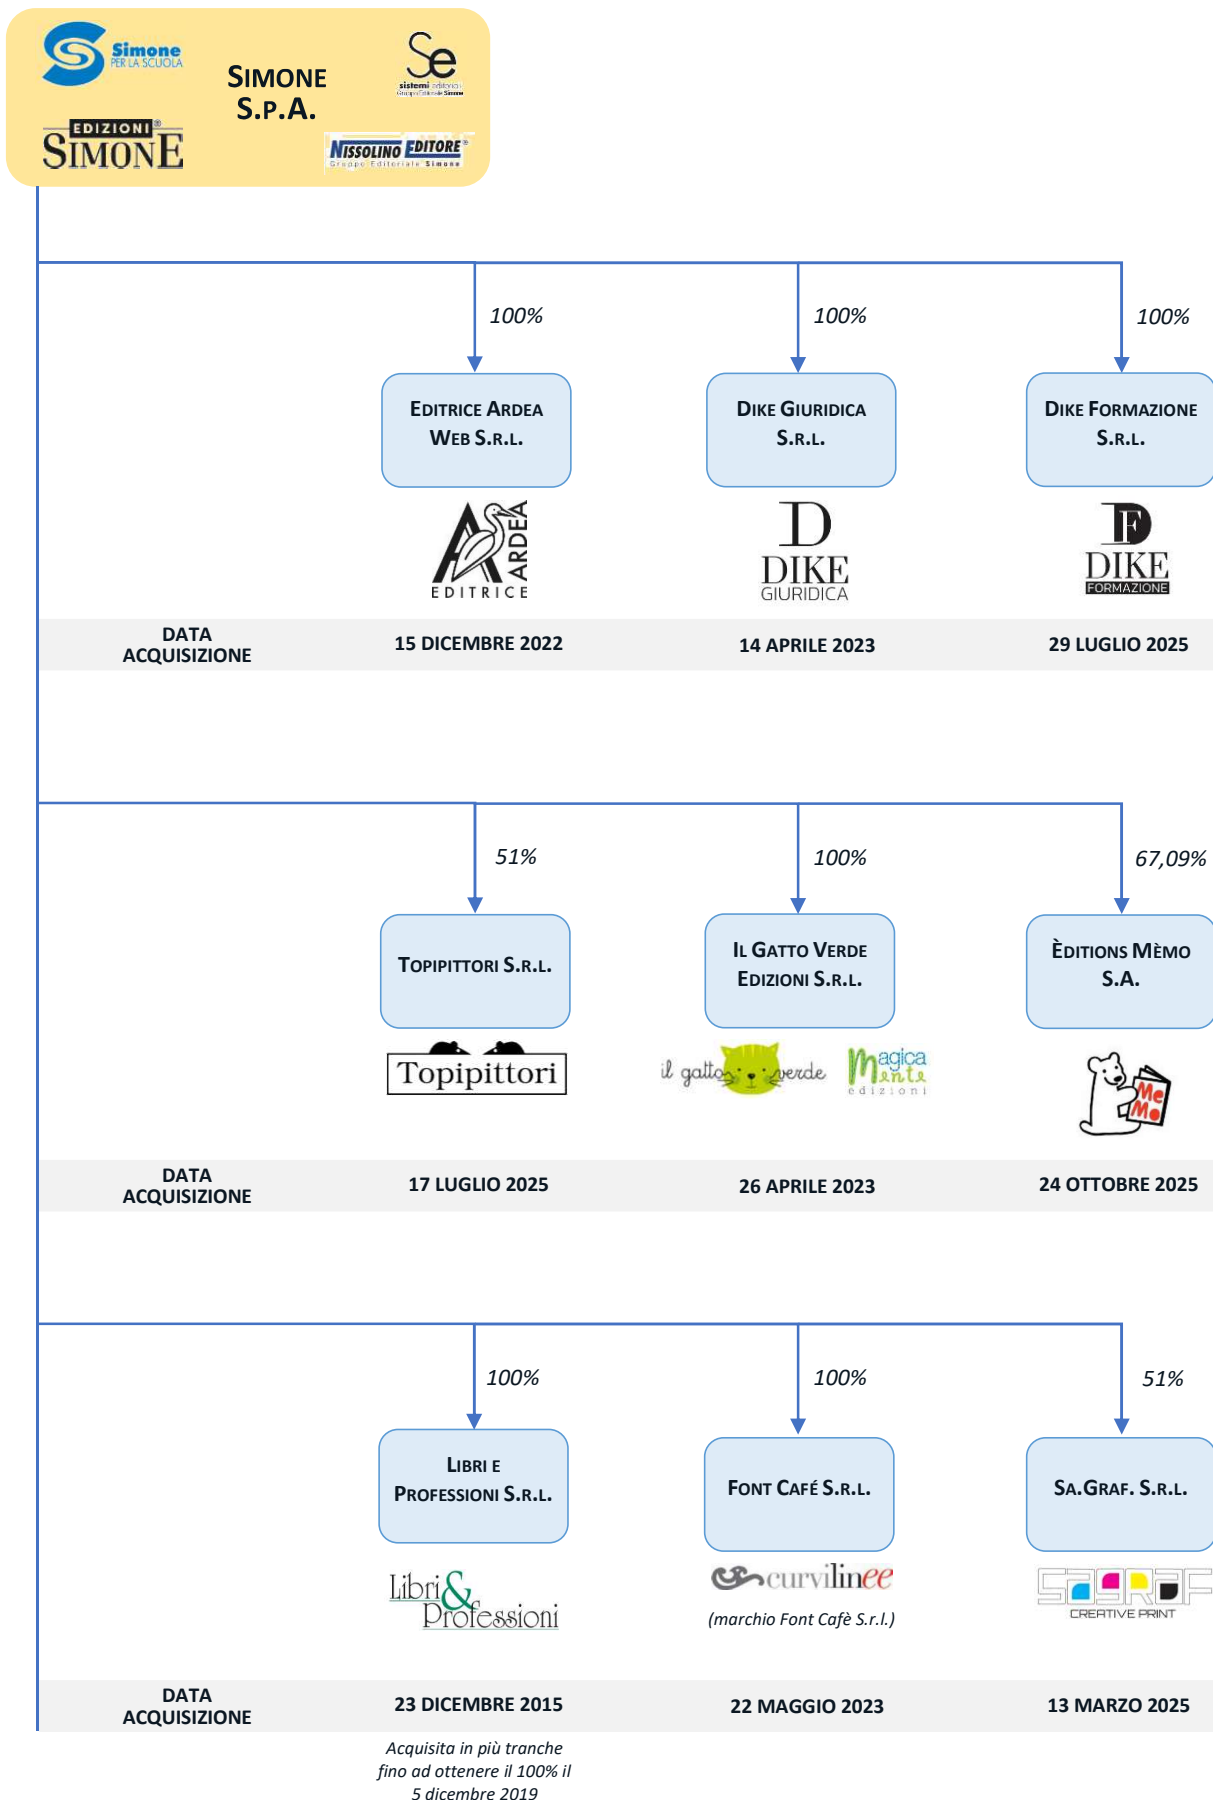 Simone
PER LA SCUOLA
SIMONE
S.P.A.
Se
sistemi editoriali
Gruppo Editoriale Simone
EDIZIONI®
SIMONE
NISSOLINO EDITORE®
Gruppo Editoriale Simone
100%
100%
100%
EDITRICE ARDEA
WEB S.R.L.
DIKE GIURIDICA
S.R.L.
DIKE FORMAZIONE
S.R.L.
A ARDEA
EDITRICE
D
DIKE
GIURIDICA
DF
DIKE
FORMAZIONE
DATA
ACQUISIZIONE
15 DICEMBRE 2022
14 APRILE 2023
29 LUGLIO 2025
51%
100%
67,09%
TOPIPITTORI S.R.L.
IL GATTO VERDE
EDIZIONI S.R.L.
ÈDITIONS MÈMO
S.A.
Topipittori
il gatto verde
Magica
Mente
edizioni
MeMo
DATA
ACQUISIZIONE
17 LUGLIO 2025
26 APRILE 2023
24 OTTOBRE 2025
100%
100%
51%
LIBRI E
PROFESSIONI S.R.L.
FONT CAFÉ S.R.L.
SA.GRAF. S.R.L.
Libri &
Professioni
curvilinee
(marchio Font Cafè S.r.l.)
SAGRAF
CREATIVE PRINT
DATA
ACQUISIZIONE
23 DICEMBRE 2015
22 MAGGIO 2023
13 MARZO 2025
Acquisita in più tranche
fino ad ottenere il 100% il
5 dicembre 2019